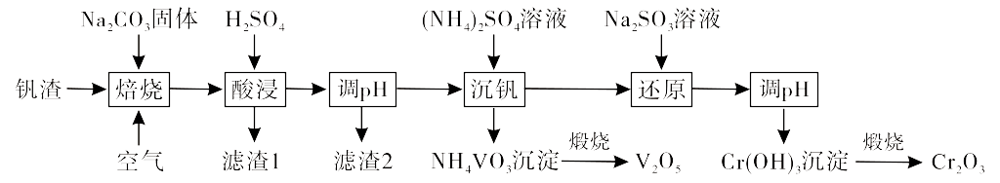 Na₂CO₃固体 H₂SO₄ (NH₄)₂SO₄溶液 Na₂SO₃溶液
钒渣 焙烧 酸浸 调pH 沉钒 还原 调pH
空气 滤渣1 滤渣2 NH₄VO₃沉淀 煅烧 V₂O₅ Cr(OH)₃沉淀 煅烧 Cr₂O₃